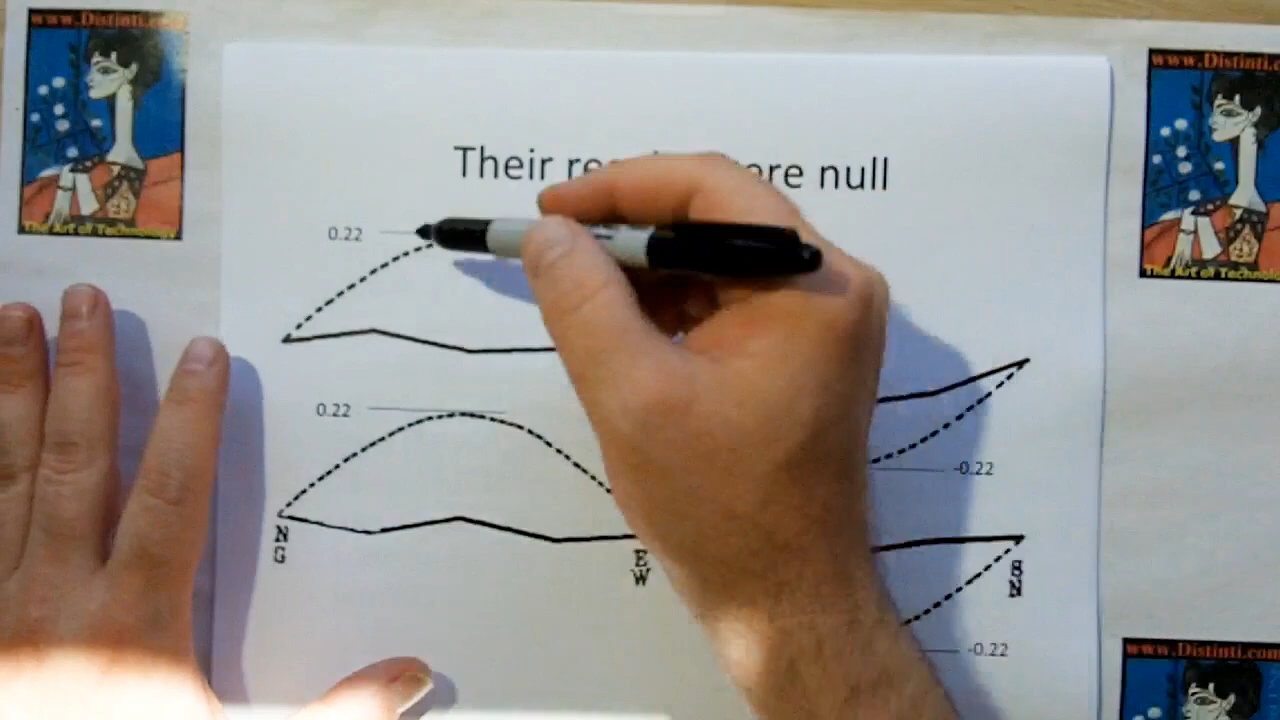 www.Distinti.com
The Art of Technology
www.Distinti.c
The Art of Technolo
Their re ere null
0.22
0.22
-0.22
N
G
E
W
S
N
-0.22
www.Distinti.com